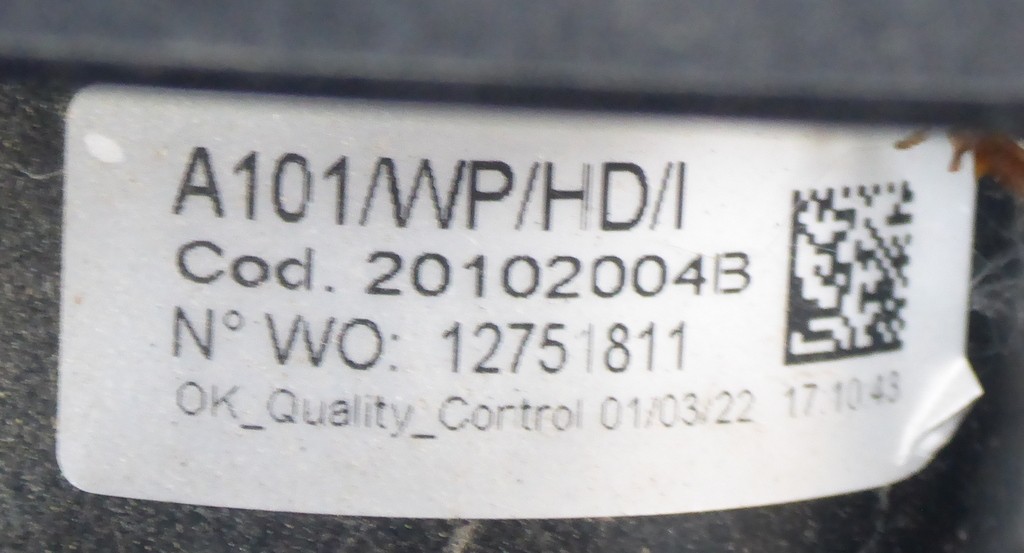 A101/WP/HD/I
Cod. 20102004B
N° WO: 12751811
OK_Quality_Cortrol 01/03/22 17:10:43